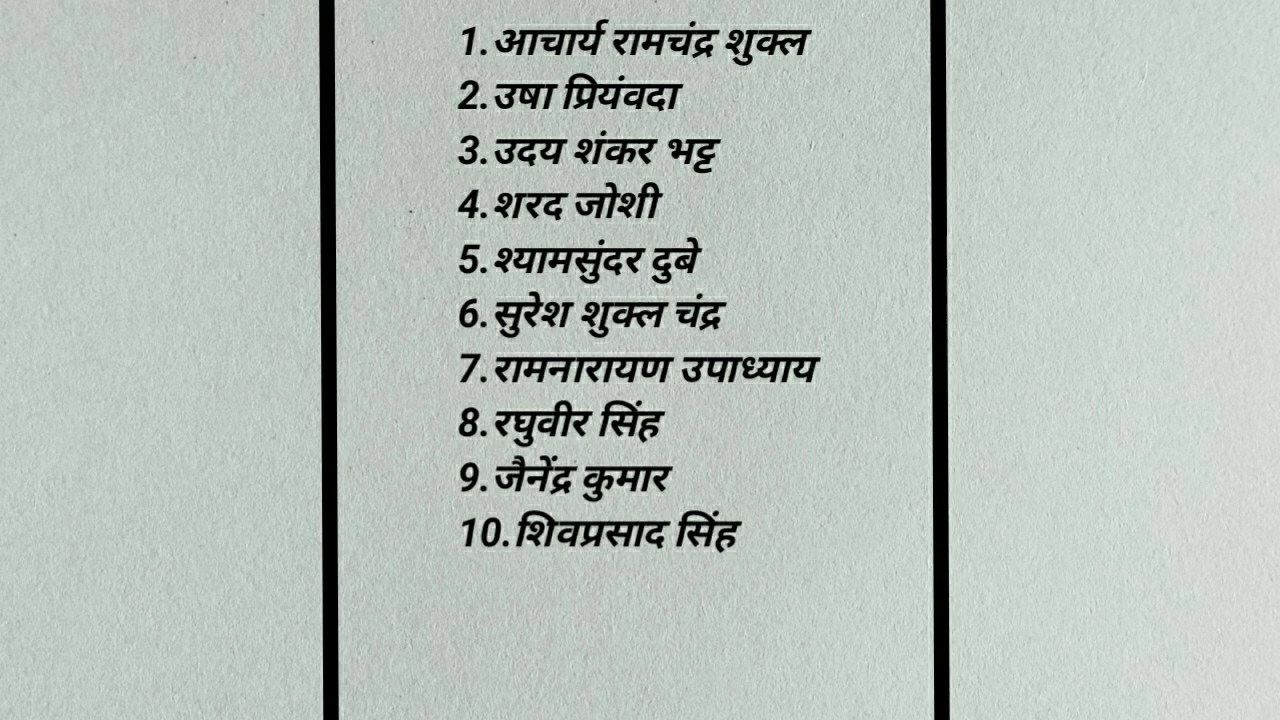 1. आचार्य रामचंद्र शुक्ल
2. उषा प्रियंवदा
3. उदय शंकर भट्ट
4. शरद जोशी
5. श्यामसुंदर दुबे
6. सुरेश शुक्ल चंद्र
7. रामनारायण उपाध्याय
8. रघुवीर सिंह
9. जैनेंद्र कुमार
10. शिवप्रसाद सिंह